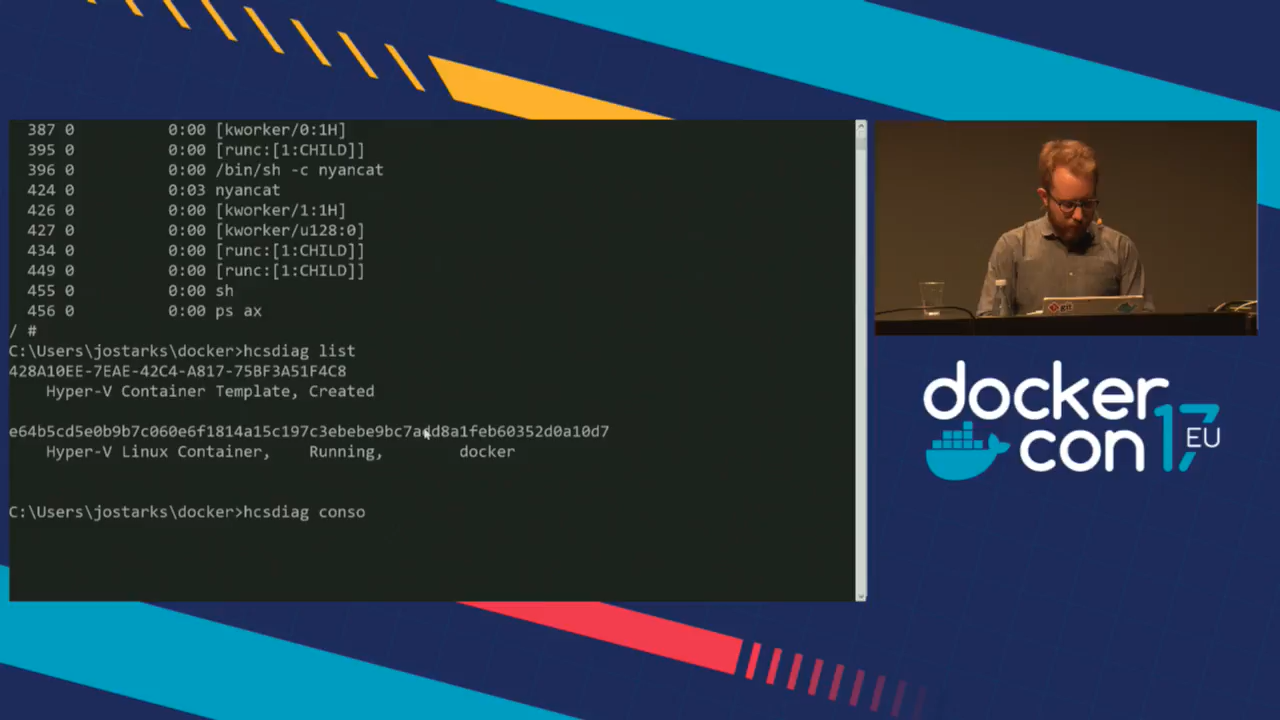 387 0 0:00 [kworker/0:1H]
395 0 0:00 [runc:[1:CHILD]]
396 0 0:00 /bin/sh -c nyancat
424 0 0:03 nyancat
426 0 0:00 [kworker/1:1H]
427 0 0:00 [kworker/u128:0]
434 0 0:00 [runc:[1:CHILD]]
449 0 0:00 [runc:[1:CHILD]]
455 0 0:00 sh
456 0 0:00 ps ax
/ #
C:\Users\jostarks\docker>hcsdiag list
428A10EE-7EAE-42C4-A817-75BF3A51F4C8
Hyper-V Container Template, Created
e64b5cd5e0b9b7c060e6f1814a15c197c3ebebe9bc7add8a1feb60352d0a10d7
Hyper-V Linux Container, Running, docker
C:\Users\jostarks\docker>hcsdiag conso
git
docker
con 17 EU